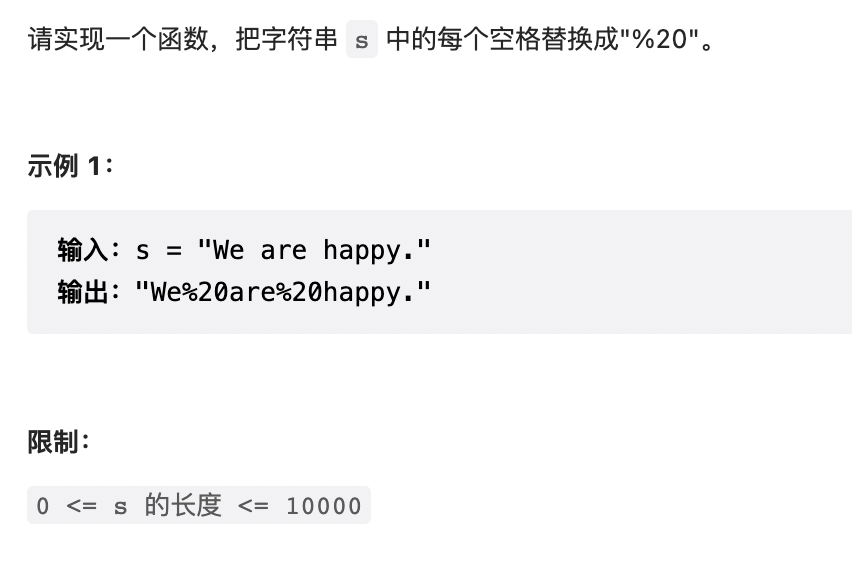 请实现一个函数，把字符串 s 中的每个空格替换成"%20"。
示例 1：
输入：s = "We are happy."
输出："We%20are%20happy."
限制：
0 <= s 的长度 <= 10000